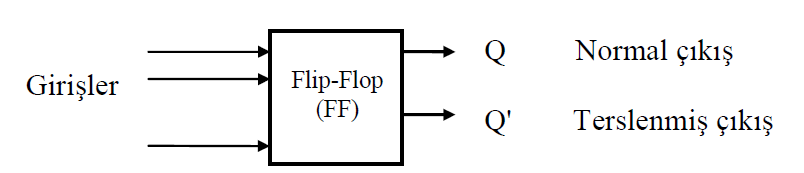 Girişler
Flip-Flop
(FF)
Q Normal çıkış
Q' Terslenmiş çıkış